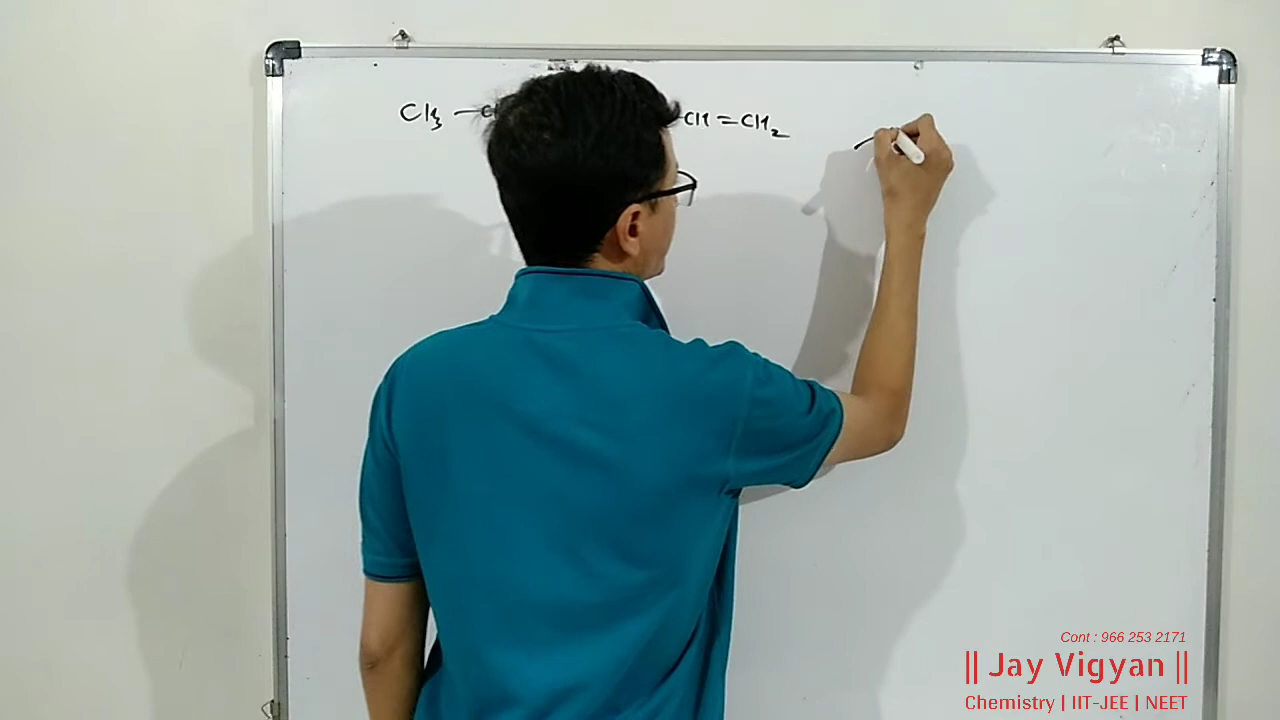 CH₃ – C –CH = CH₂
Cont : 966 253 2171
|| Jay Vigyan ||
Chemistry | IIT-JEE | NEET